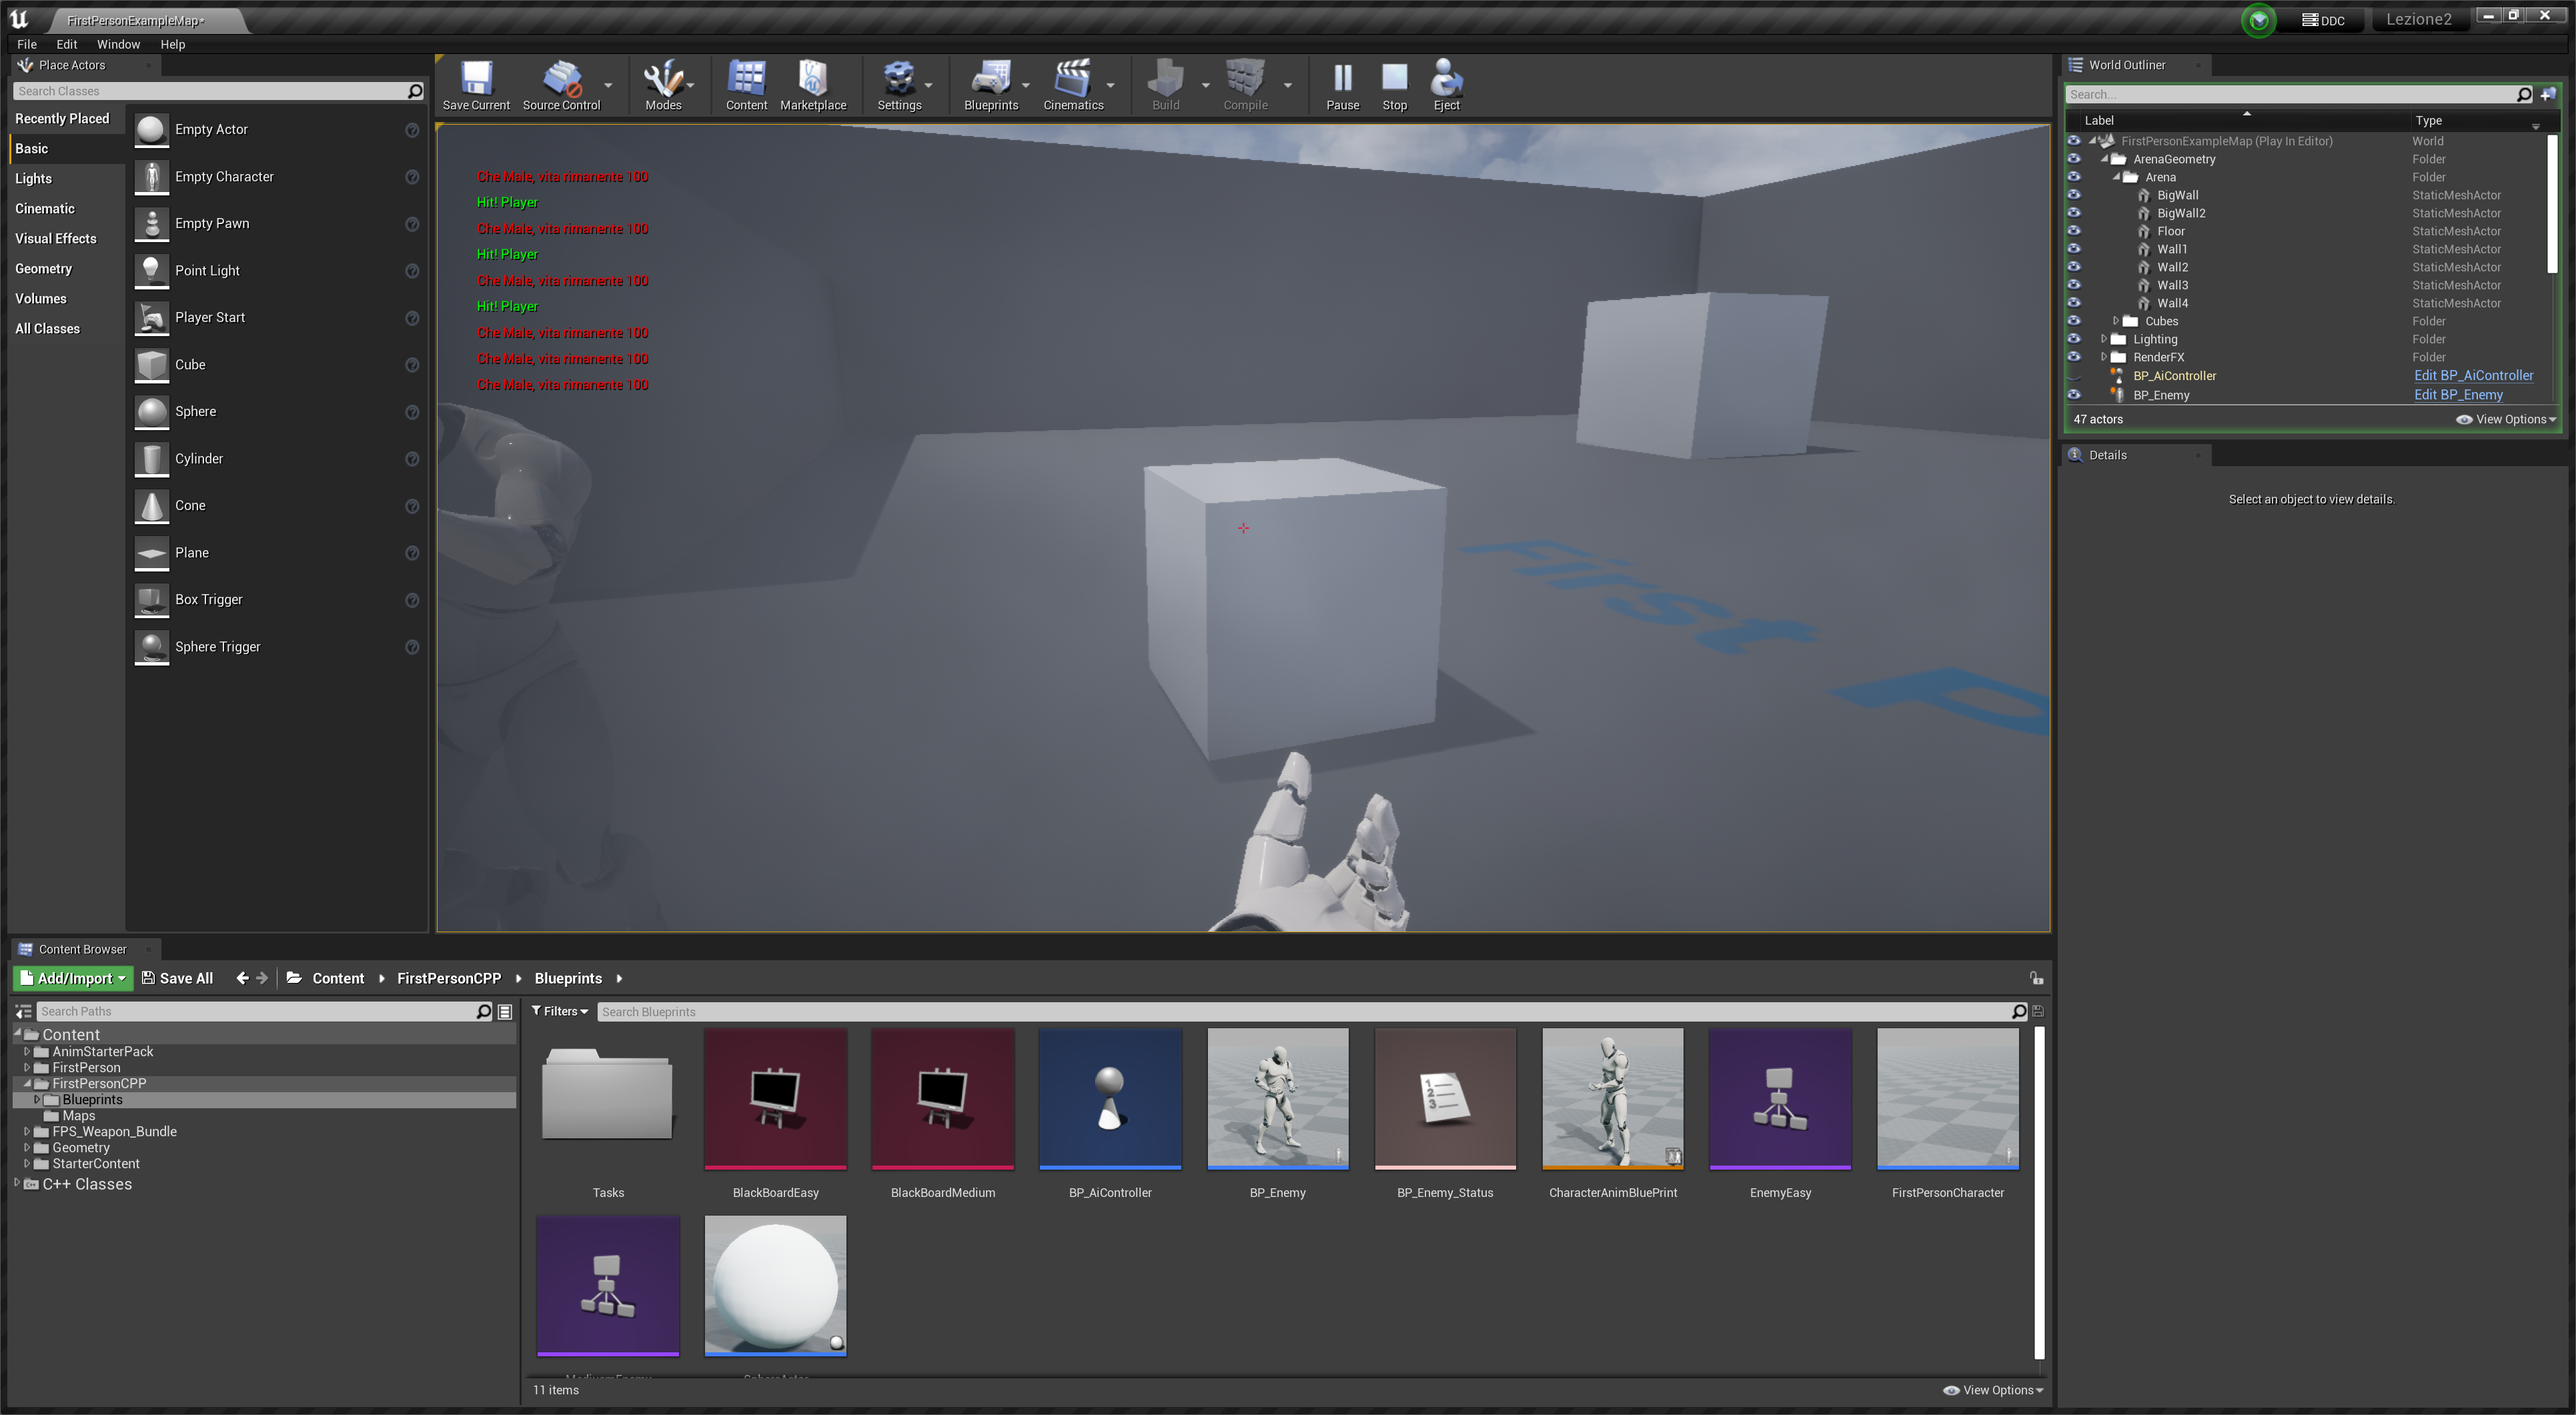 FirstPersonExampleMap*
DDC
Lezione2
File Edit Window Help
Place Actors
Search Classes
Recently Placed
Basic
Lights
Cinematic
Visual Effects
Geometry
Volumes
All Classes
Empty Actor
Empty Character
Empty Pawn
Point Light
Player Start
Cube
Sphere
Cylinder
Cone
Plane
Box Trigger
Sphere Trigger
Save Current Source Control Modes Content Marketplace Settings Blueprints Cinematics Build Compile Pause Stop Eject
Che Male, vita rimanente 100
Hit! Player
Che Male, vita rimanente 100
Hit! Player
Che Male, vita rimanente 100
Hit! Player
Che Male, vita rimanente 100
Che Male, vita rimanente 100
Che Male, vita rimanente 100
First
P
World Outliner
Search...
Label Type
FirstPersonExampleMap (Play In Editor) World
ArenaGeometry Folder
Arena Folder
BigWall StaticMeshActor
BigWall2 StaticMeshActor
Floor StaticMeshActor
Wall1 StaticMeshActor
Wall2 StaticMeshActor
Wall3 StaticMeshActor
Wall4 StaticMeshActor
Cubes Folder
Lighting Folder
RenderFX Folder
BP_AiController Edit BP_AiController
BP_Enemy Edit BP_Enemy
47 actors View Options
Details
Select an object to view details.
Content Browser
Add/Import Save All Content FirstPersonCPP Blueprints
Search Paths
Content
AnimStarterPack
FirstPerson
FirstPersonCPP
Blueprints
Maps
FPS_Weapon_Bundle
Geometry
StarterContent
C++ Classes
Filters Search Blueprints
1
2
3
Tasks BlackBoardEasy BlackBoardMedium BP_AiController BP_Enemy BP_Enemy_Status CharacterAnimBluePrint EnemyEasy FirstPersonCharacter
11 items View Options